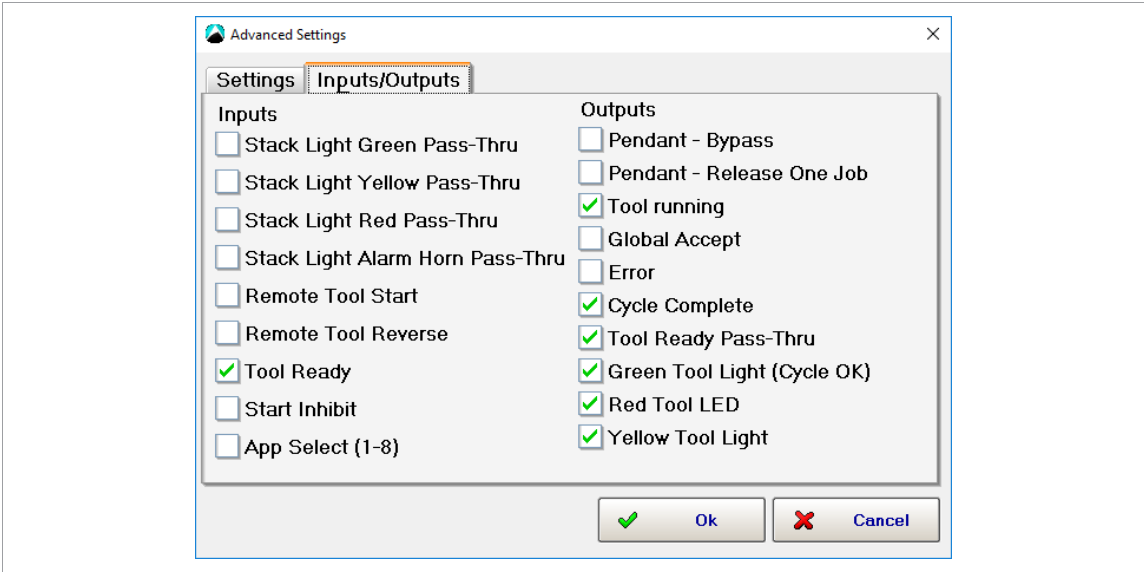 Advanced Settings
Settings
Inputs/Outputs
Inputs
Stack Light Green Pass-Thru
Stack Light Yellow Pass-Thru
Stack Light Red Pass-Thru
Stack Light Alarm Horn Pass-Thru
Remote Tool Start
Remote Tool Reverse
Tool Ready
Start Inhibit
App Select (1-8)
Outputs
Pendant - Bypass
Pendant - Release One Job
Tool running
Global Accept
Error
Cycle Complete
Tool Ready Pass-Thru
Green Tool Light (Cycle OK)
Red Tool LED
Yellow Tool Light
Ok
Cancel